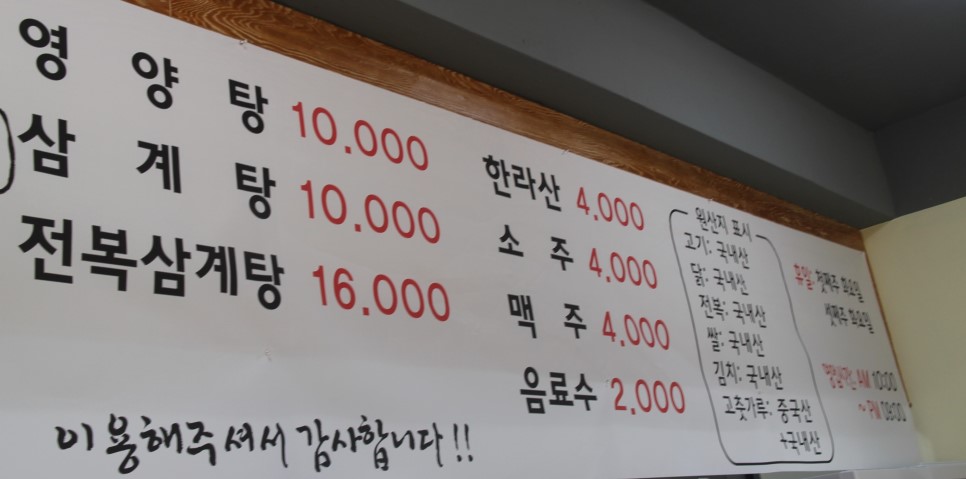 영양탕 10.000
삼계탕 10.000
전복삼계탕 16.000
이용해주셔서 감사합니다!!
한라산 4,000
소주 4,000
맥주 4,000
음료수 2,000
원산지 표시
고기: 국내산
닭: 국내산
전복: 국내산
쌀: 국내산
김치: 국내산
고춧가루: 중국산
+국내산
휴일: 첫째주 화요일
셋째주 화요일
영업시간: AM 10:00
~ PM 09:00